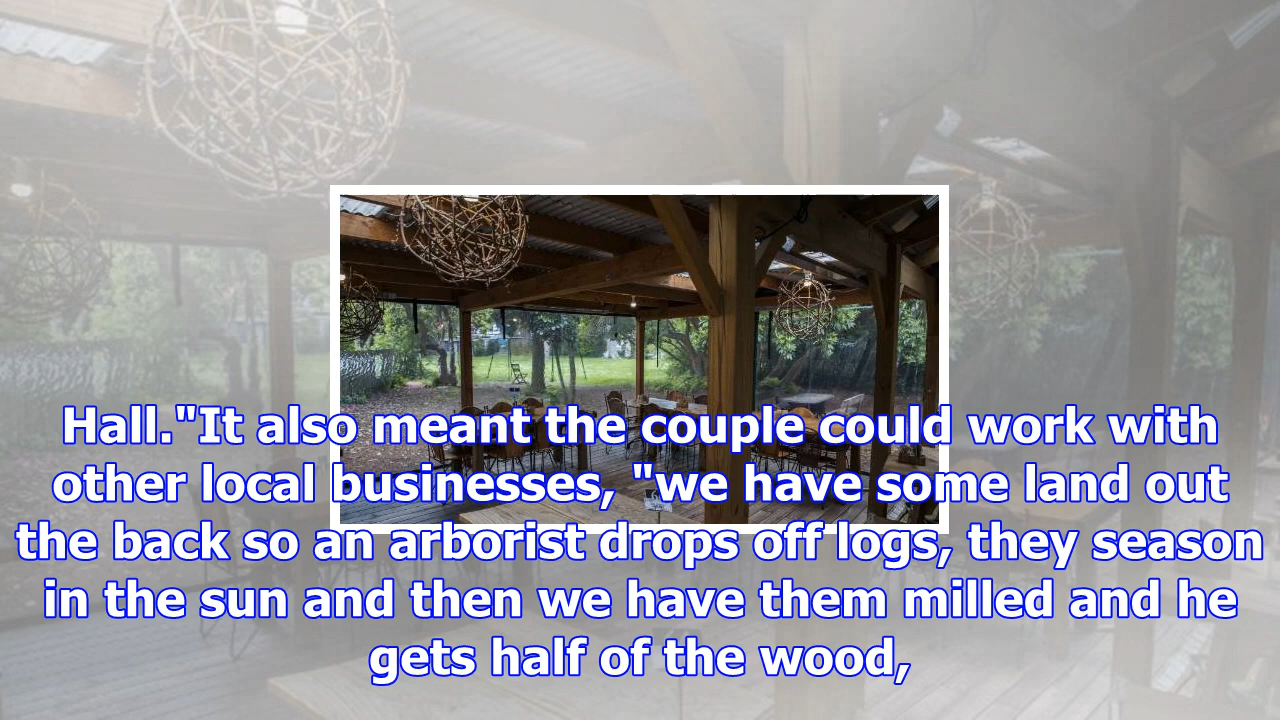 Hall."It also meant the couple could work with
other local businesses, "we have some land out
the back so an arborist drops off logs, they season
in the sun and then we have them milled and he
gets half of the wood,